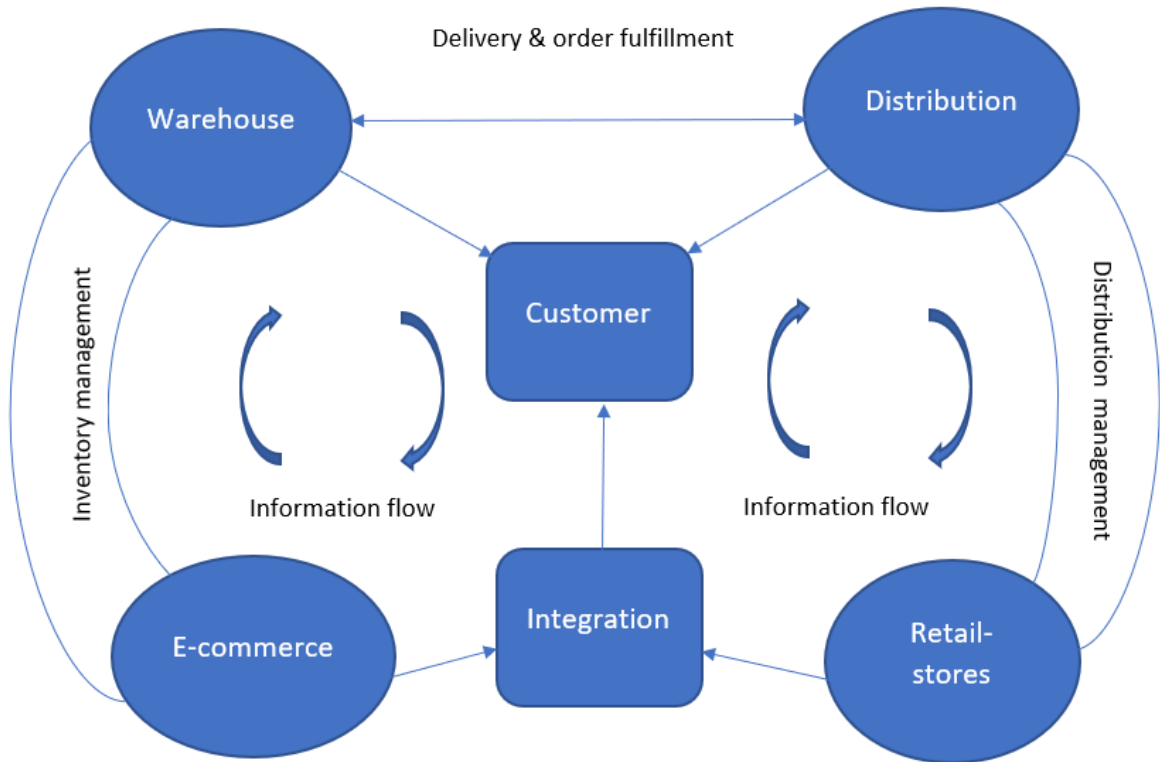 Delivery & order fulfillment
Warehouse
Distribution
Customer
Inventory management
Distribution management
Information flow
Information flow
E-commerce
Integration
Retail-
stores